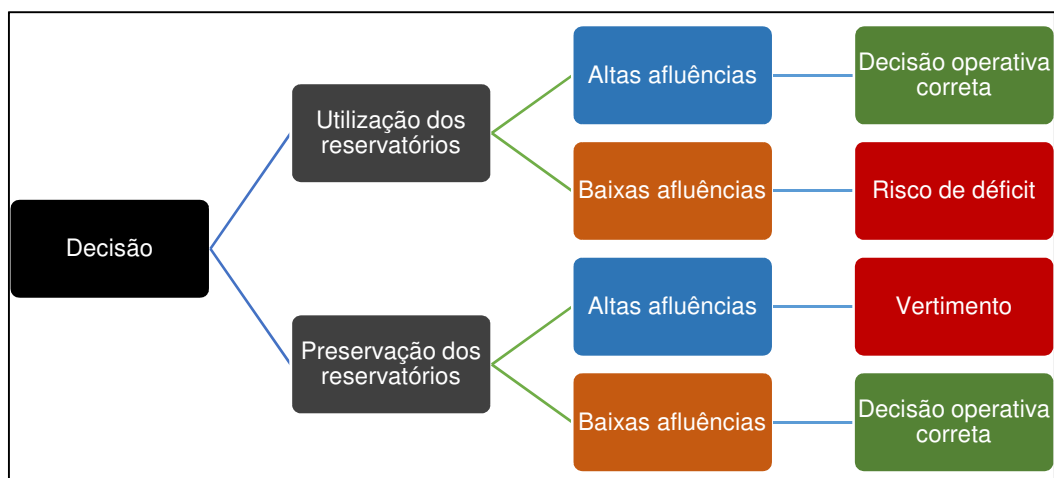 Decisão
Utilização dos
reservatórios
Altas afluências
Decisão operativa
correta
Baixas afluências
Risco de déficit
Preservação dos
reservatórios
Altas afluências
Vertimento
Baixas afluências
Decisão operativa
correta